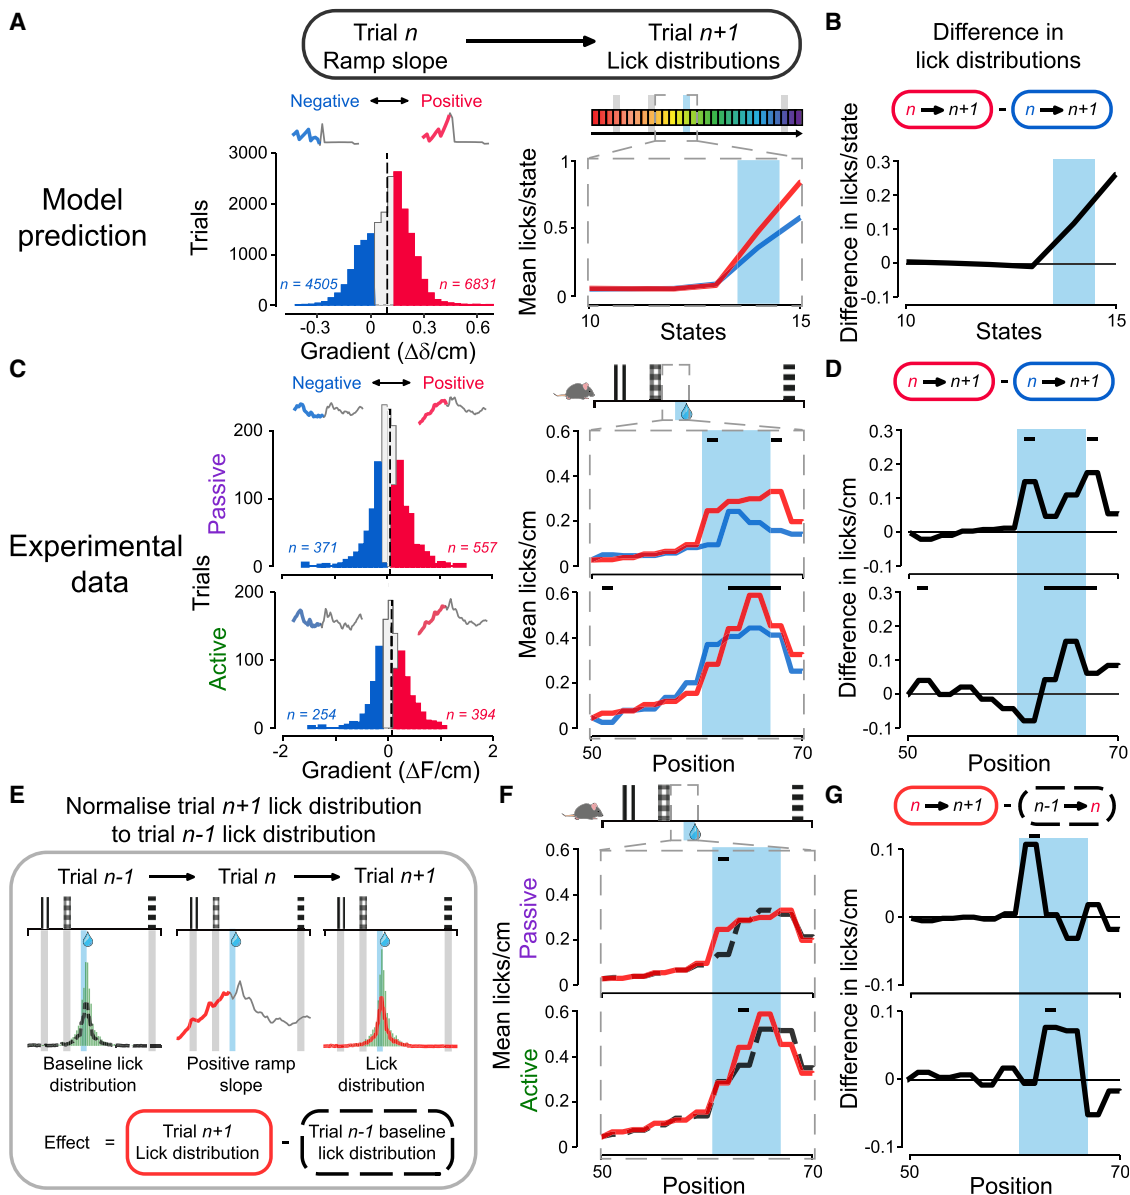 A
Trial n
Ramp slope
Trial n+1
Lick distributions
B
Difference in
lick distributions
n → n+1 - n → n+1
Model
prediction
Negative Positive
3000
2000
1000
0
Trials
n = 4505
n = 6831
-0.3 0 0.3 0.6
Gradient (Δδ/cm)
1
0.5
0
Mean licks/state
10 15
States
0.3
0.2
0.1
0
-0.1
Difference in licks/state
10 15
States
C
Experimental
data
Negative Positive
Passive
200
100
0
n = 371
n = 557
Trials
Active
200
100
0
n = 254
n = 394
-2 0 2
Gradient (ΔF/cm)
0.6
0.4
0.2
0
Mean licks/cm
0.6
0.4
0.2
0
50 70
Position
D
n → n+1 - n → n+1
0.3
0.2
0.1
0
-0.1
Difference in licks/cm
0.3
0.2
0.1
0
-0.1
50 70
Position
E
Normalise trial n+1 lick distribution
to trial n-1 lick distribution
Trial n-1 → Trial n → Trial n+1
Baseline lick
distribution
Positive ramp
slope
Lick
distribution
Effect = Trial n+1
Lick distribution
- Trial n-1 baseline
lick distribution
F
Passive
0.6
0.4
0.2
0
Mean licks/cm
Active
0.6
0.4
0.2
0
50 70
Position
G
n → n+1 - n-1 → n
0.1
0
-0.1
Difference in licks/cm
0.1
0
-0.1
50 70
Position